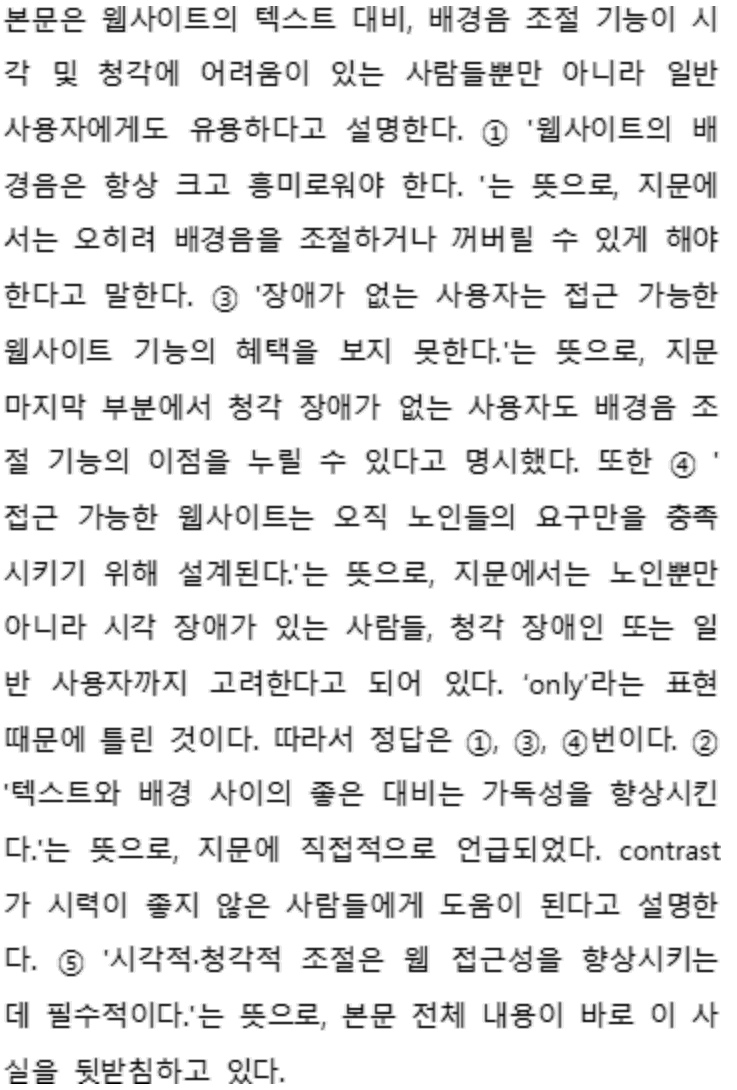 본문은 웹사이트의 텍스트 대비, 배경음 조절 기능이 시
각 및 청각에 어려움이 있는 사람들뿐만 아니라 일반
사용자에게도 유용하다고 설명한다. ① '웹사이트의 배
경음은 항상 크고 흥미로워야 한다. '는 뜻으로, 지문에
서는 오히려 배경음을 조절하거나 꺼버릴 수 있게 해야
한다고 말한다. ③ '장애가 없는 사용자는 접근 가능한
웹사이트 기능의 혜택을 보지 못한다.'는 뜻으로, 지문
마지막 부분에서 청각 장애가 없는 사용자도 배경음 조
절 기능의 이점을 누릴 수 있다고 명시했다. 또한 ④ '
접근 가능한 웹사이트는 오직 노인들의 요구만을 충족
시키기 위해 설계된다.'는 뜻으로, 지문에서는 노인뿐만
아니라 시각 장애가 있는 사람들, 청각 장애인 또는 일
반 사용자까지 고려한다고 되어 있다. 'only'라는 표현
때문에 틀린 것이다. 따라서 정답은 ①, ③, ④번이다. ②
'텍스트와 배경 사이의 좋은 대비는 가독성을 향상시킨
다.'는 뜻으로, 지문에 직접적으로 언급되었다. contrast
가 시력이 좋지 않은 사람들에게 도움이 된다고 설명한
다. ⑤ '시각적·청각적 조절은 웹 접근성을 향상시키는
데 필수적이다.'는 뜻으로, 본문 전체 내용이 바로 이 사
실을 뒷받침하고 있다.